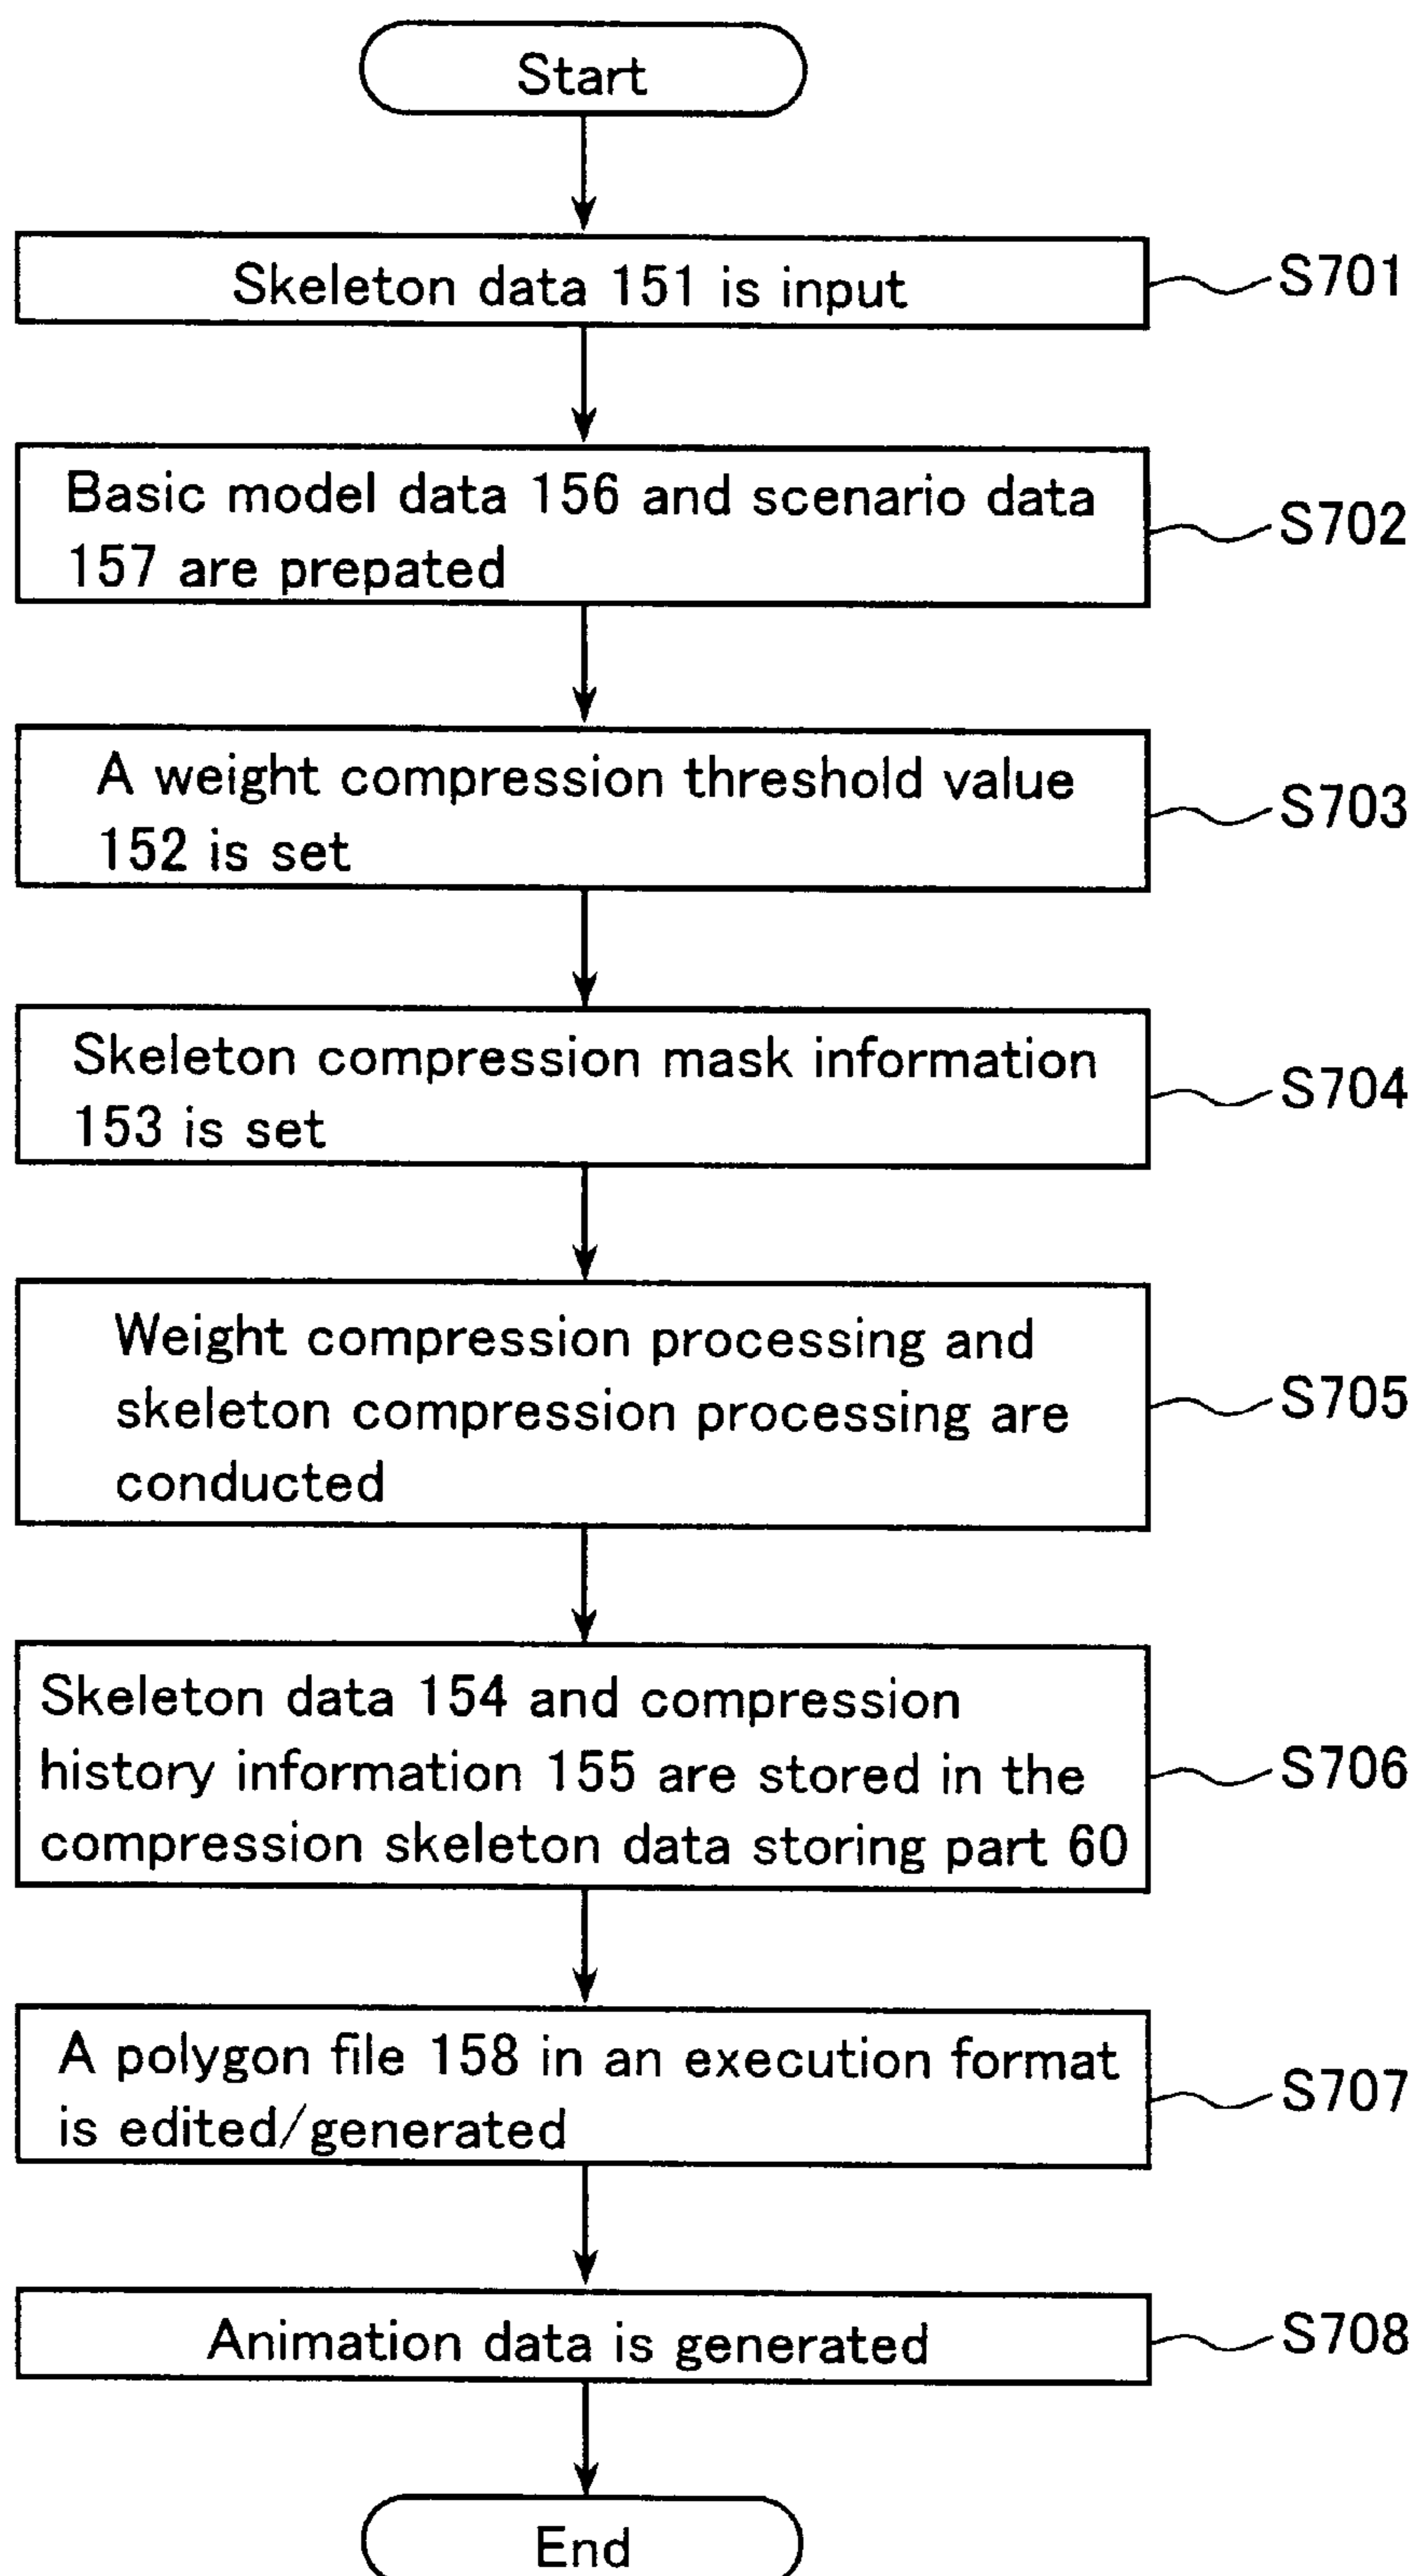 Start
Skeleton data 151 is input
S701
Basic model data 156 and scenario data
157 are prepated
S702
A weight compression threshold value
152 is set
S703
Skeleton compression mask information
153 is set
S704
Weight compression processing and
skeleton compression processing are
conducted
S705
Skeleton data 154 and compression
history information 155 are stored in the
compression skeleton data storing part 60
S706
A polygon file 158 in an execution format
is edited/generated
S707
Animation data is generated
S708
End